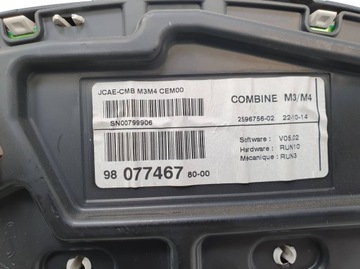 JCAE-CMB M3M4 CEM00
COMBINE M3/M4
SN00799906
2596756-02 22-10-14
Software : V05.02
Hardware : RUN10
Mécanique : RUN3
98 077467 80-00